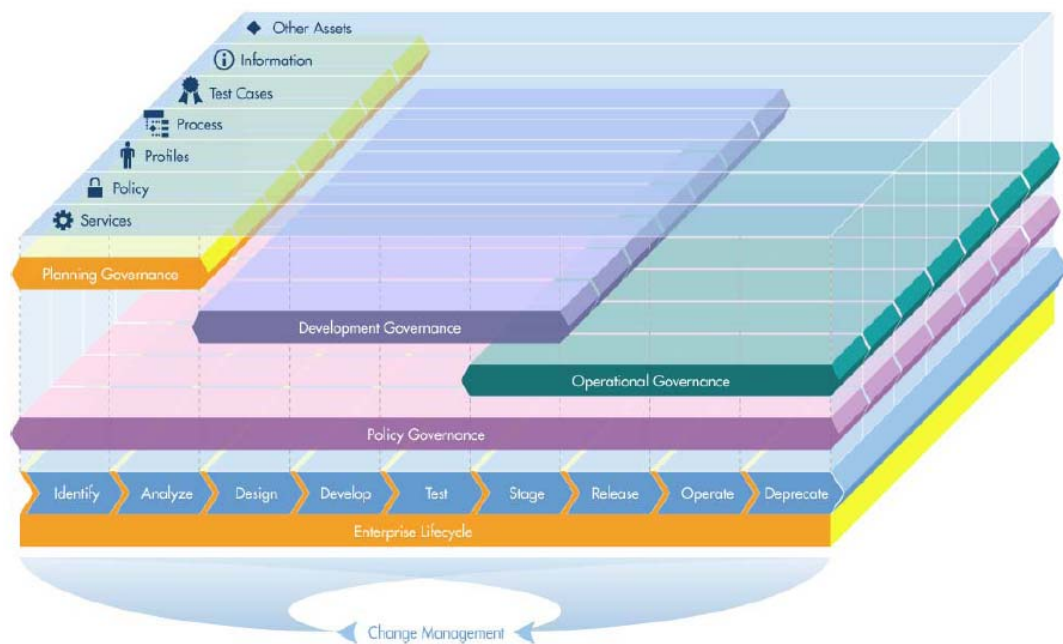 Other Assets
Information
Test Cases
Process
Profiles
Policy
Services
Planning Governance
Development Governance
Operational Governance
Policy Governance
Identify Analyze Design Develop Test Stage Release Operate Deprecate
Enterprise Lifecycle
Change Management